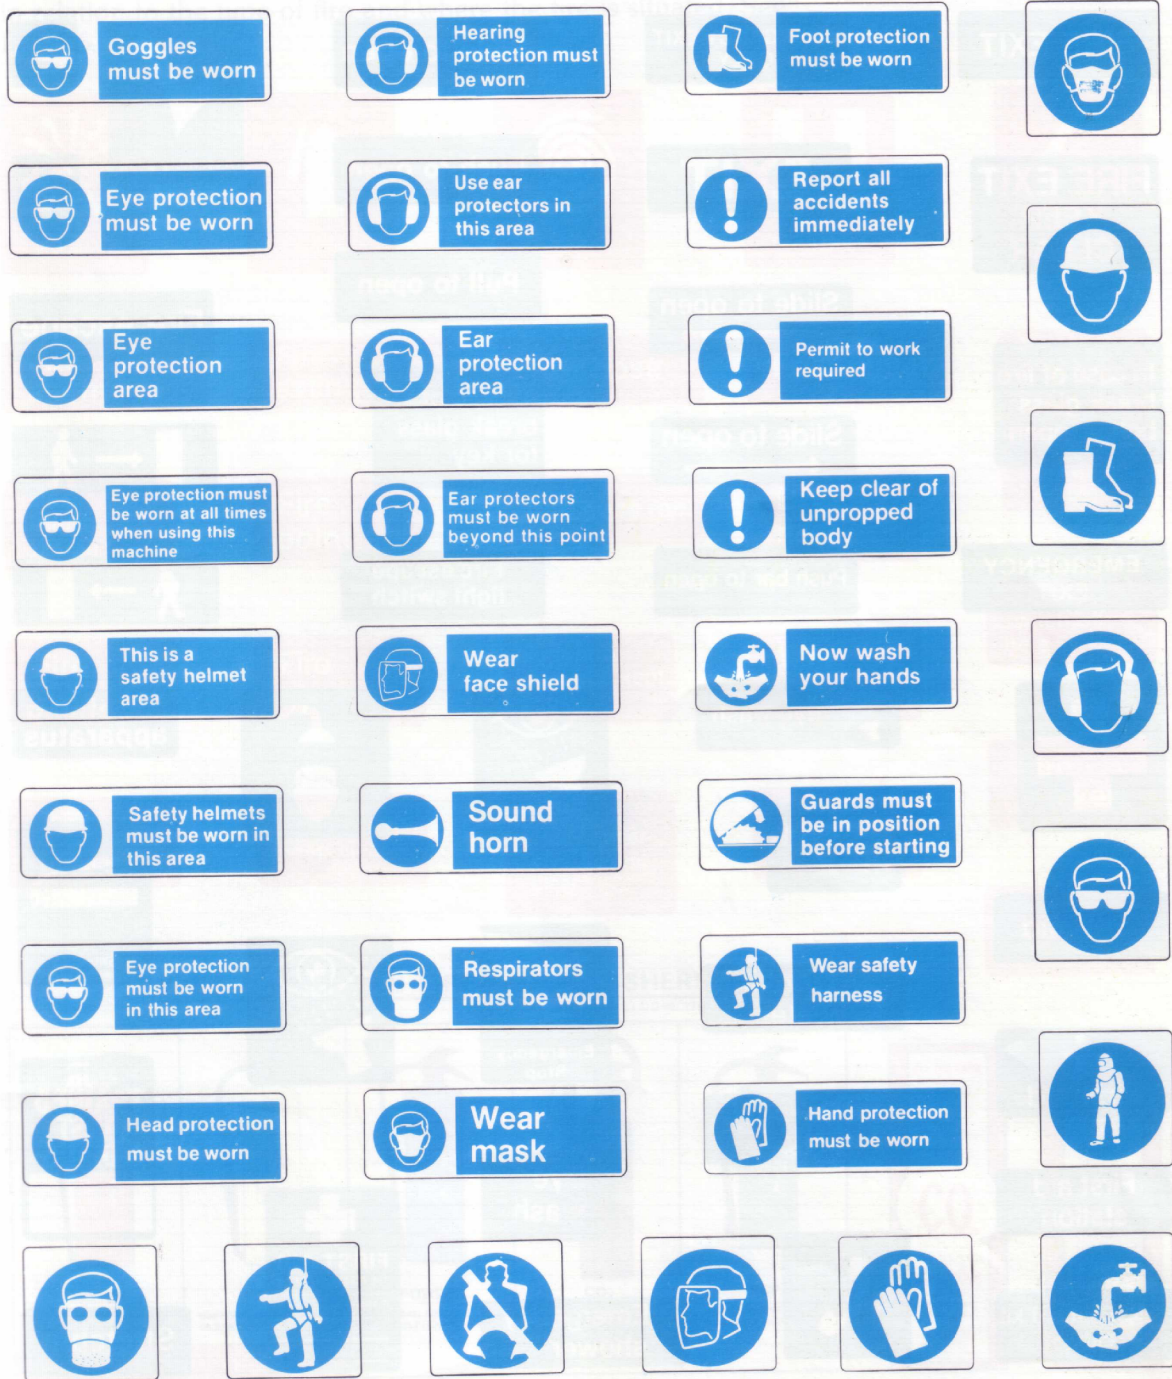 Goggles
must be worn
Hearing
protection must
be worn
Foot protection
must be worn
Eye protection
must be worn
Use ear
protectors in
this area
Report all
accidents
immediately
Eye
protection
area
Ear
protection
area
Permit to work
required
Eye protection must
be worn at all times
when using this
machine
Ear protectors
must be worn
beyond this point
Keep clear of
unpropped
body
This is a
safety helmet
area
Wear
face shield
Now wash
your hands
Safety helmets
must be worn in
this area
Sound
horn
Guards must
be in position
before starting
Eye protection
must be worn
in this area
Respirators
must be worn
Wear safety
harness
Head protection
must be worn
Wear
mask
Hand protection
must be worn